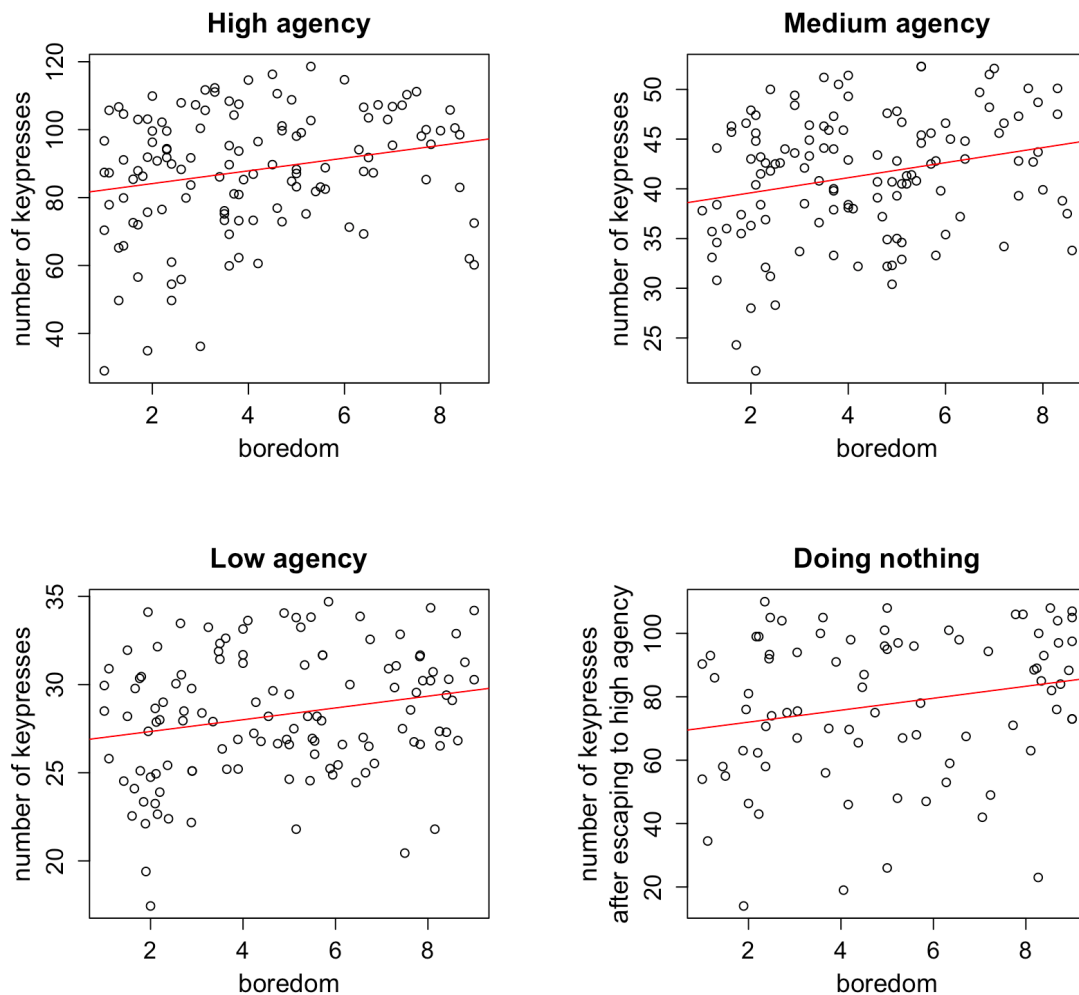 High agency
number of keypresses
120
100
80
60
40
2 4 6 8
boredom
Medium agency
number of keypresses
50
45
40
35
30
25
2 4 6 8
boredom
Low agency
number of keypresses
35
30
25
20
2 4 6 8
boredom
Doing nothing
number of keypresses
after escaping to high agency
100
80
60
40
20
2 4 6 8
boredom